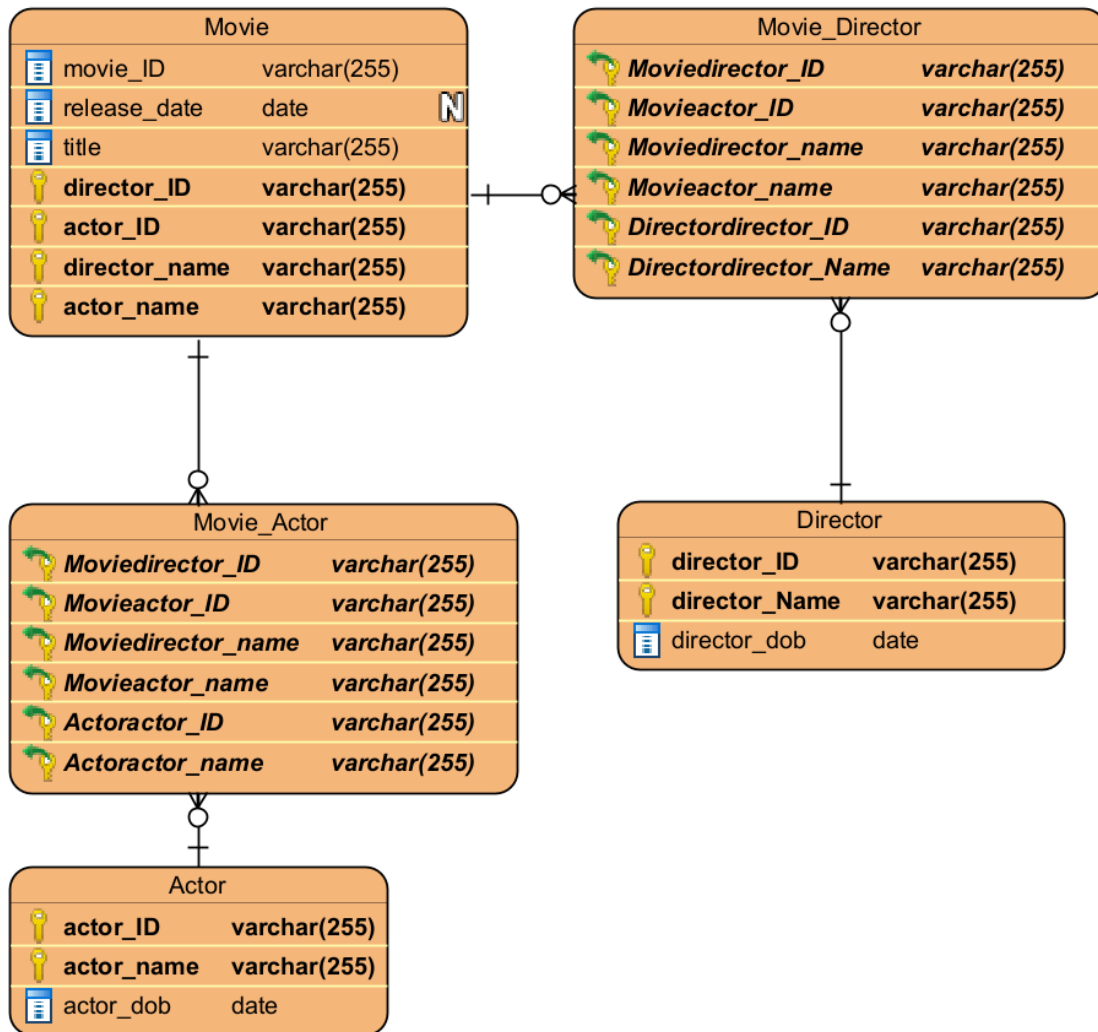 Movie
movie_ID varchar(255)
release_date date N
title varchar(255)
director_ID varchar(255)
actor_ID varchar(255)
director_name varchar(255)
actor_name varchar(255)
Movie_Director
Moviedirector_ID varchar(255)
Movieactor_ID varchar(255)
Moviedirector_name varchar(255)
Movieactor_name varchar(255)
Directordirector_ID varchar(255)
Directordirector_Name varchar(255)
Movie_Actor
Moviedirector_ID varchar(255)
Movieactor_ID varchar(255)
Moviedirector_name varchar(255)
Movieactor_name varchar(255)
Actoractor_ID varchar(255)
Actoractor_name varchar(255)
Director
director_ID varchar(255)
director_Name varchar(255)
director_dob date
Actor
actor_ID varchar(255)
actor_name varchar(255)
actor_dob date